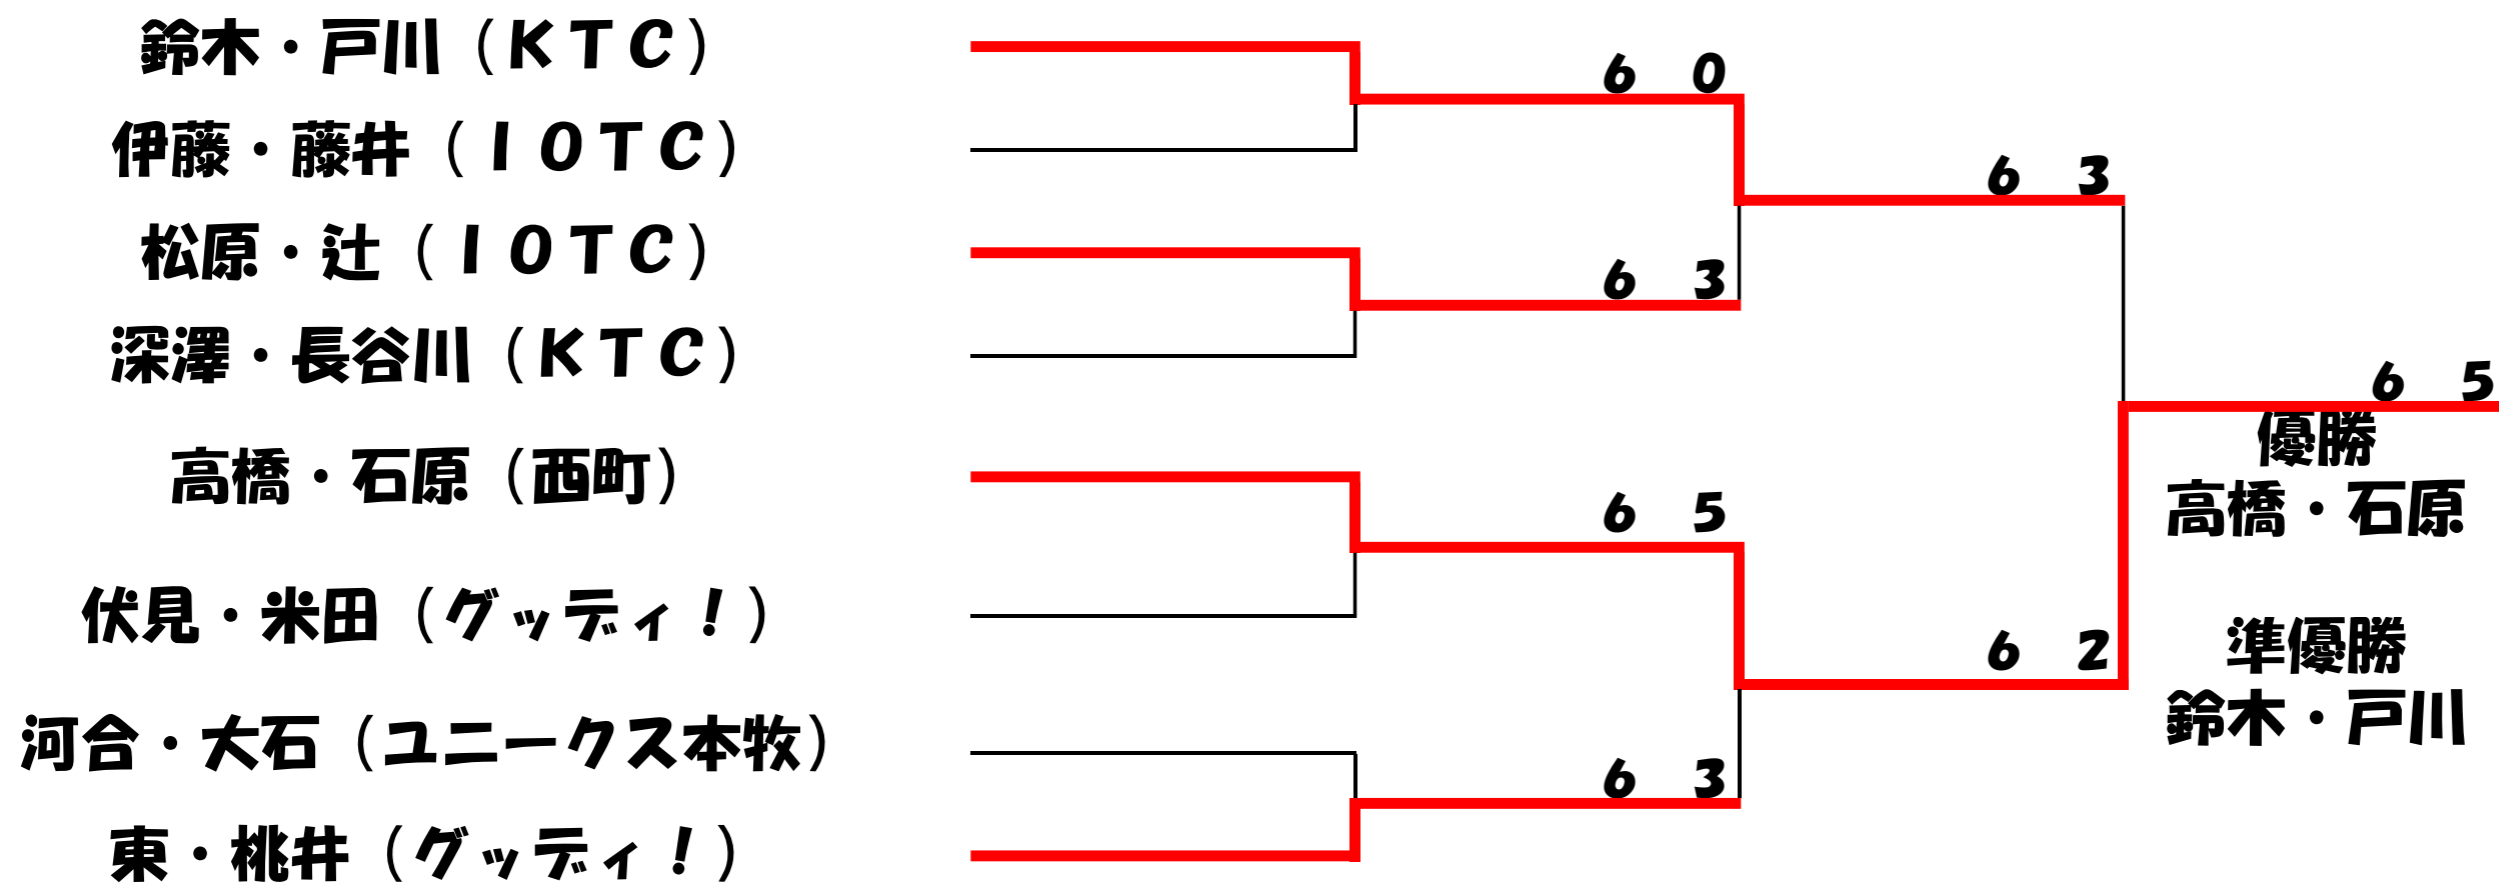 鈴木・戸川（ＫＴＣ）
６　０
伊藤・藤井（１０ＴＣ）
６　３
松原・辻（１０ＴＣ）
６　３
深澤・長谷川（ＫＴＣ）
６　５
優勝
高橋・石原（西町）
６　５
高橋・石原
伏見・米田（グッディ！）
６　２
準優勝
鈴木・戸川
河合・大石（ユニークス本教）
６　３
東・桃井（グッディ！）